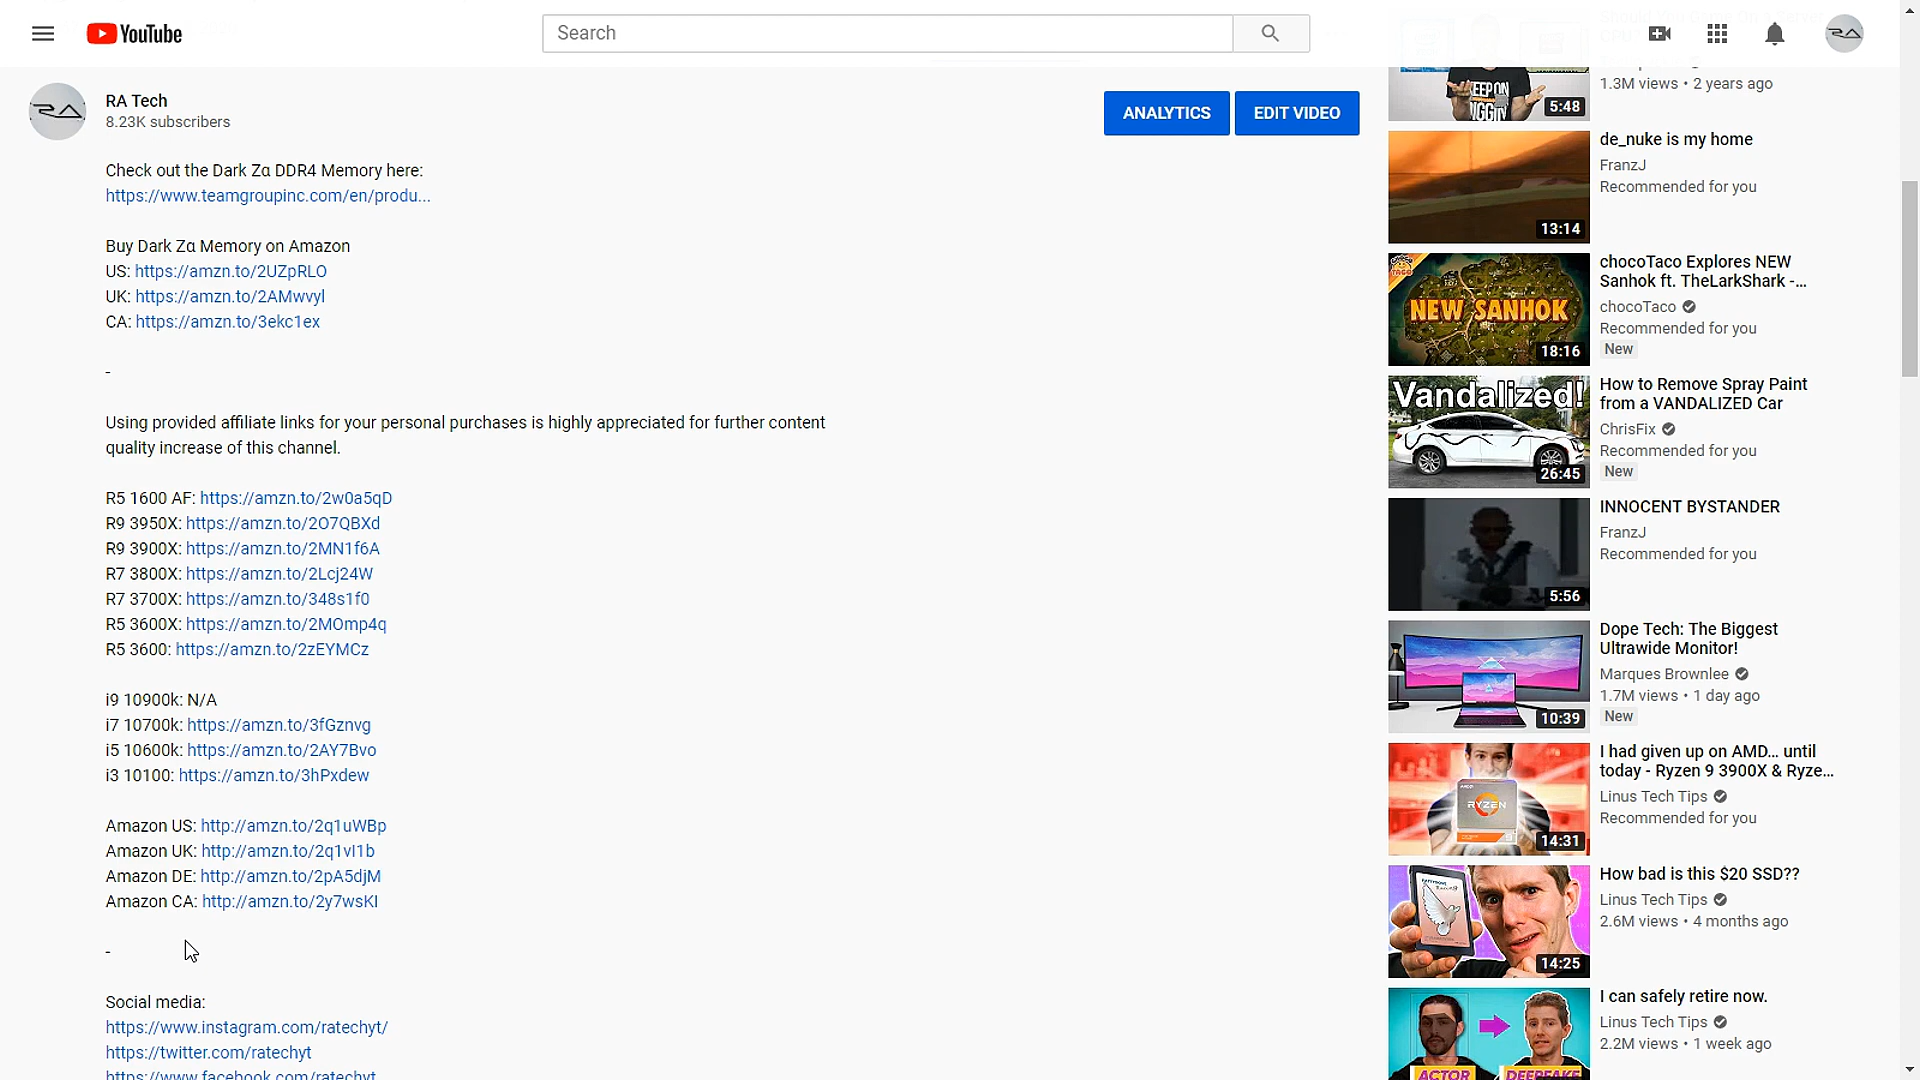 YouTube
Search
RA Tech
8.23K subscribers
ANALYTICS
EDIT VIDEO
Check out the Dark Zα DDR4 Memory here:
https://www.teamgroupinc.com/en/produ...
Buy Dark Zα Memory on Amazon
US: https://amzn.to/2UZpRLO
UK: https://amzn.to/2AMwvyl
CA: https://amzn.to/3ekc1ex
-
Using provided affiliate links for your personal purchases is highly appreciated for further content
quality increase of this channel.
R5 1600 AF: https://amzn.to/2w0a5qD
R9 3950X: https://amzn.to/2O7QBXd
R9 3900X: https://amzn.to/2MN1f6A
R7 3800X: https://amzn.to/2Lcj24W
R7 3700X: https://amzn.to/348s1f0
R5 3600X: https://amzn.to/2MOmp4q
R5 3600: https://amzn.to/2zEYMCz
i9 10900k: N/A
i7 10700k: https://amzn.to/3fGznvg
i5 10600k: https://amzn.to/2AY7Bvo
i3 10100: https://amzn.to/3hPxdew
Amazon US: http://amzn.to/2q1uWBp
Amazon UK: http://amzn.to/2q1vI1b
Amazon DE: http://amzn.to/2pA5djM
Amazon CA: http://amzn.to/2y7wsKI
-
Social media:
https://www.instagram.com/ratechyt/
https://twitter.com/ratechyt
https://www.facebook.com/ratechyt
5:48
1.3M views • 2 years ago
13:14
de_nuke is my home
FranzJ
Recommended for you
NEW SANHOK
18:16
chocoTaco Explores NEW
Sanhok ft. TheLarkShark -...
chocoTaco
Recommended for you
New
Vandalized!
26:45
How to Remove Spray Paint
from a VANDALIZED Car
ChrisFix
Recommended for you
New
5:56
INNOCENT BYSTANDER
FranzJ
Recommended for you
10:39
Dope Tech: The Biggest
Ultrawide Monitor!
Marques Brownlee
1.7M views • 1 day ago
New
RYZEN
14:31
I had given up on AMD... until
today - Ryzen 9 3900X & Ryze...
Linus Tech Tips
Recommended for you
14:25
How bad is this $20 SSD??
Linus Tech Tips
2.6M views • 4 months ago
ACTOR
DEEPFAKE
I can safely retire now.
Linus Tech Tips
2.2M views • 1 week ago